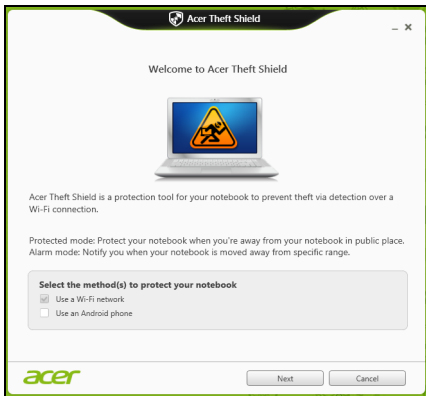 Acer Theft Shield
Welcome to Acer Theft Shield
Acer Theft Shield is a protection tool for your notebook to prevent theft via detection over a
Wi-Fi connection.
Protected mode: Protect your notebook when you're away from your notebook in public place.
Alarm mode: Notify you when your notebook is moved away from specific range.
Select the method(s) to protect your notebook
Use a Wi-Fi network
Use an Android phone
acer
Next
Cancel